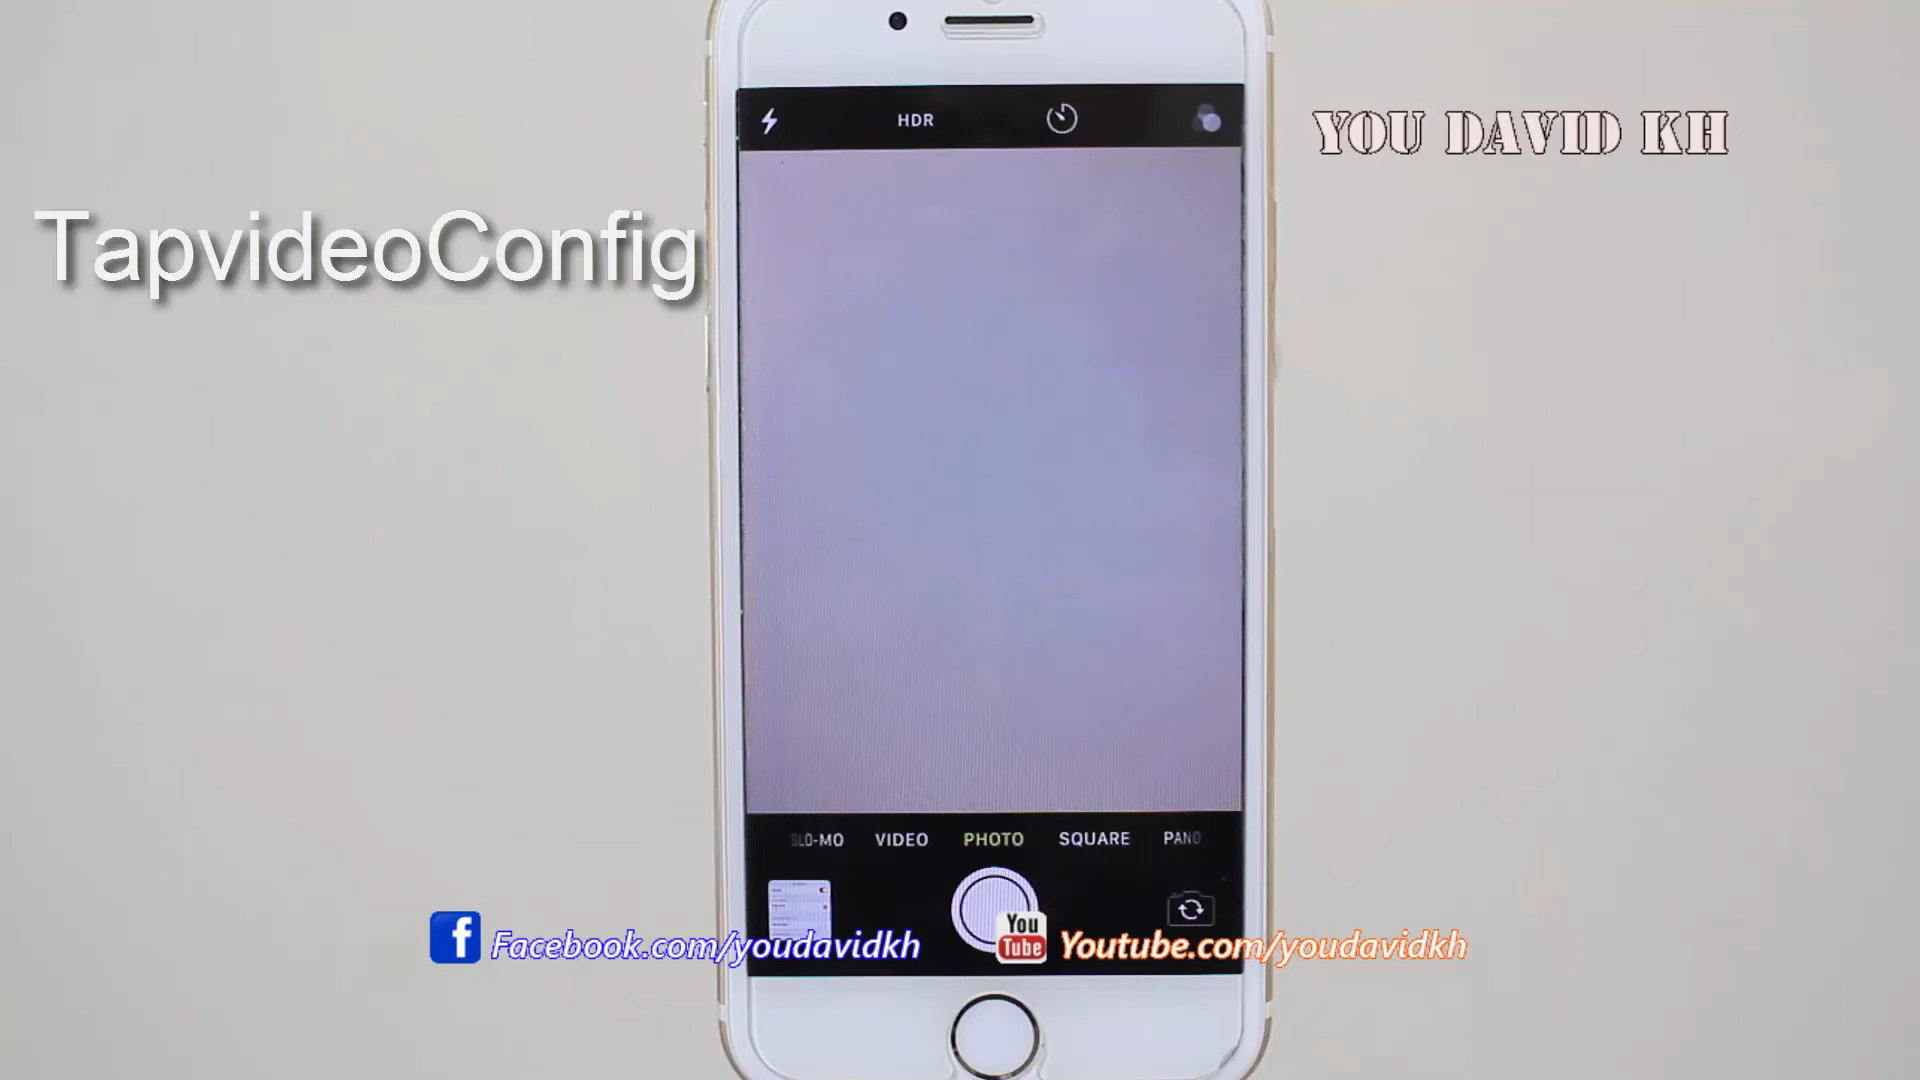 HDR
YOU DAVID KH
TapvideoConfig
SLO-MO VIDEO PHOTO SQUARE PANO
f Facebook.com/youdavidkh
You Tube Youtube.com/youdavidkh